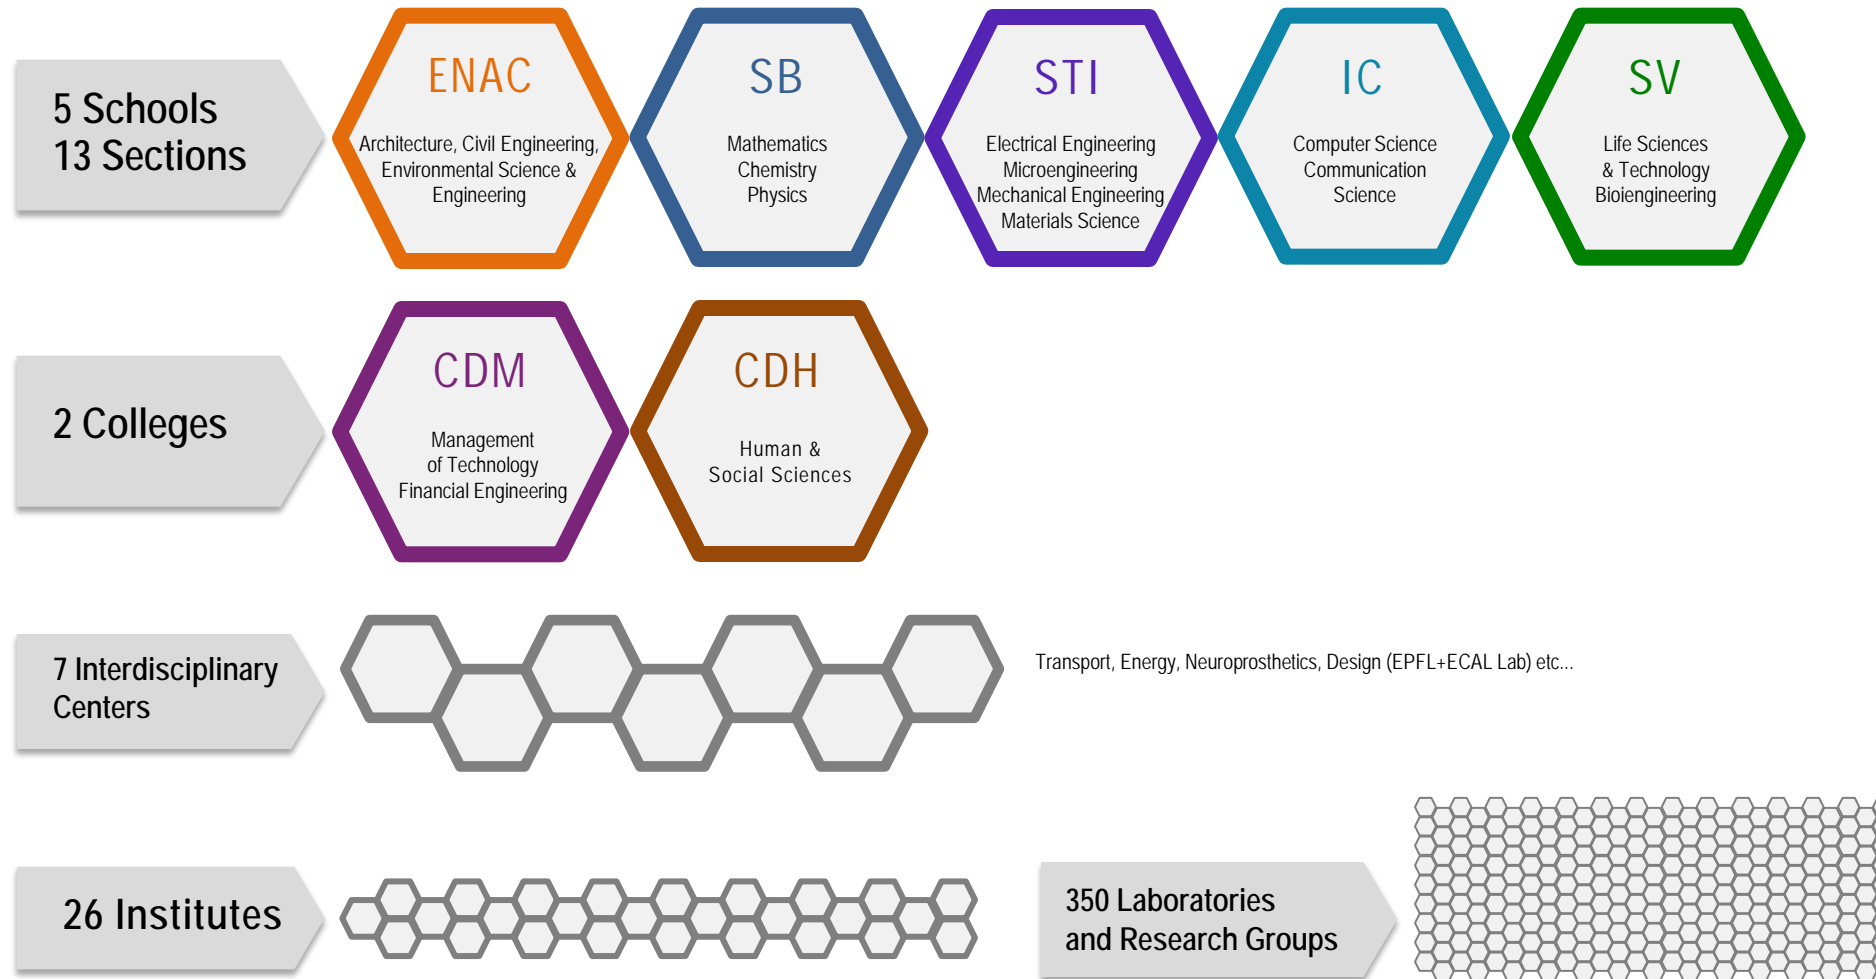 5 Schools
13 Sections
ENAC
Architecture, Civil Engineering,
Environmental Science &
Engineering
SB
Mathematics
Chemistry
Physics
STI
Electrical Engineering
Microengineering
Mechanical Engineering
Materials Science
IC
Computer Science
Communication
Science
SV
Life Sciences
& Technology
Bioiengineering
2 Colleges
CDM
Management
of Technology
Financial Engineering
CDH
Human &
Social Sciences
7 Interdisciplinary
Centers
Transport, Energy, Neuroprosthetics, Design (EPFL+ECAL Lab) etc...
26 Institutes
350 Laboratories
and Research Groups